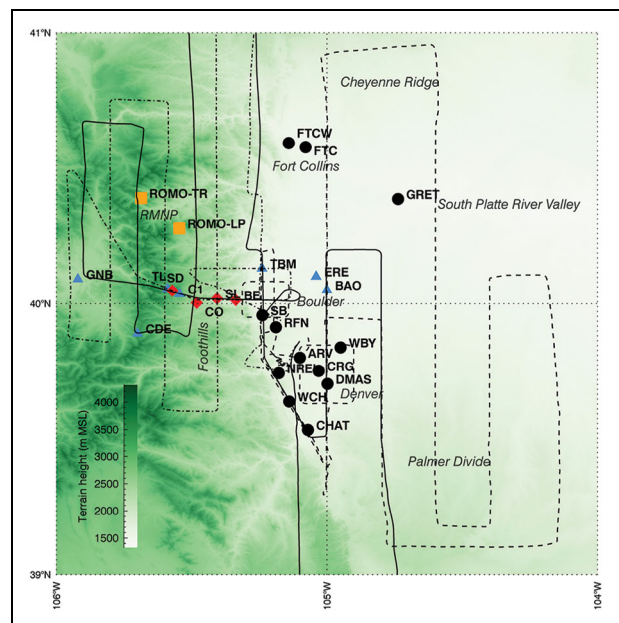 41°N
Cheyenne Ridge
FTCW
FTC
Fort Collins
ROMO-TR
GRET
South Platte River Valley
RMNP
ROMO-LP
TBM
GNB
TL
SD
ERE
C1
BAO
SL
BE
40°N
CO
Boulder
SB
RFN
CDE
Foothills
WBY
ARV
NREL
CRG
DMAS
WCH
Denver
CHAT
Palmer Divide
Terrain height (m MSL)
4000
3500
3000
2500
2000
1500
39°N
106°W
105°W
104°W